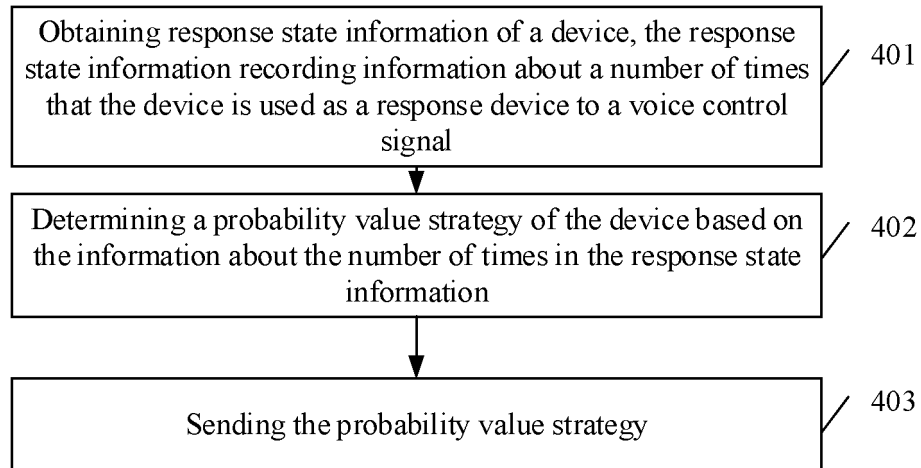 Obtaining response state information of a device, the response
state information recording information about a number of times
that the device is used as a response device to a voice control
signal
401
Determining a probability value strategy of the device based on
the information about the number of times in the response state
information
402
Sending the probability value strategy
403